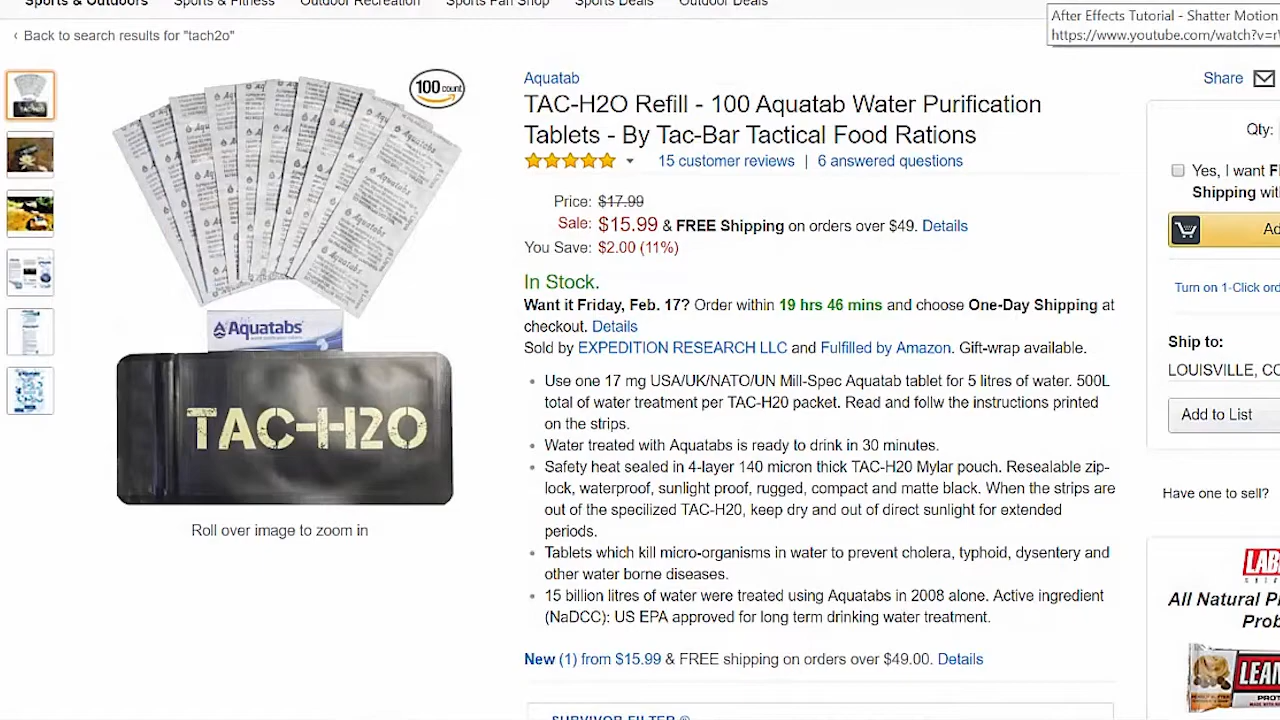 Sports & Outdoors Sports & Fitness Outdoor Recreation Sports Fan Shop Sports Deals Outdoor Deals
After Effects Tutorial - Shatter Motion
https://www.youtube.com/watch?v=r
‹ Back to search results for "tach2o"
Share
100 count
Aquatab
TAC-H2O Refill - 100 Aquatab Water Purification
Tablets - By Tac-Bar Tactical Food Rations
15 customer reviews | 6 answered questions
Qty:
Yes, I want F
Shipping wit
Price: $17.99
Sale: $15.99 & FREE Shipping on orders over $49. Details
You Save: $2.00 (11%)
Ad
In Stock.
Want it Friday, Feb. 17? Order within 19 hrs 46 mins and choose One-Day Shipping at
checkout. Details
Sold by EXPEDITION RESEARCH LLC and Fulfilled by Amazon. Gift-wrap available.
Turn on 1-Click ord
Ship to:
LOUISVILLE, CO
Add to List
Aquatabs
TAC-H2O
Roll over image to zoom in
• Use one 17 mg USA/UK/NATO/UN Mill-Spec Aquatab tablet for 5 litres of water. 500L
total of water treatment per TAC-H20 packet. Read and follw the instructions printed
on the strips.
• Water treated with Aquatabs is ready to drink in 30 minutes.
• Safety heat sealed in 4-layer 140 micron thick TAC-H20 Mylar pouch. Resealable zip-
lock, waterproof, sunlight proof, rugged, compact and matte black. When the strips are
out of the specilized TAC-H20, keep dry and out of direct sunlight for extended
periods.
• Tablets which kill micro-organisms in water to prevent cholera, typhoid, dysentery and
other water borne diseases.
• 15 billion litres of water were treated using Aquatabs in 2008 alone. Active ingredient
(NaDCC): US EPA approved for long term drinking water treatment.
Have one to sell?
New (1) from $15.99 & FREE shipping on orders over $49.00. Details
SURVIVOR FILTER
LAB
All Natural P
Prob
LEAN